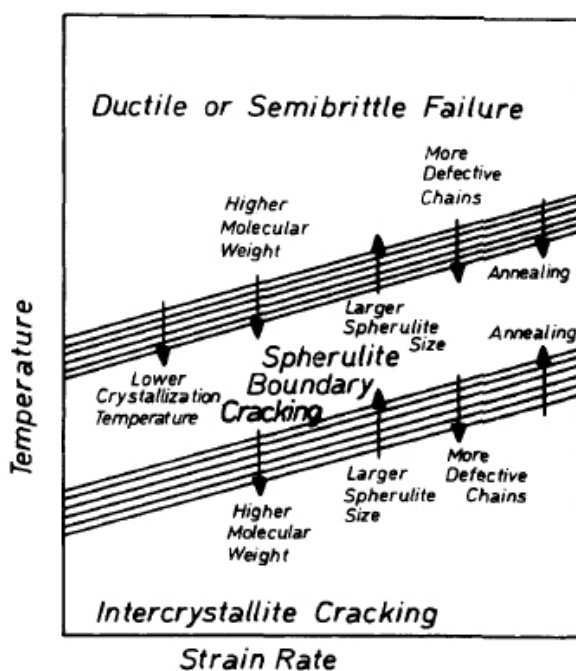 Ductile or Semibrittle Failure
More
Defective
Chains
Higher
Molecular
Weight
Annealing
Larger
Spherulite
Size
Annealing
Temperature
Lower
Crystallization
Temperature
Spherulite
Boundary
Cracking
Higher
Molecular
Weight
Larger
Spherulite
Size
More
Defective
Chains
Intercrystallite Cracking
Strain Rate